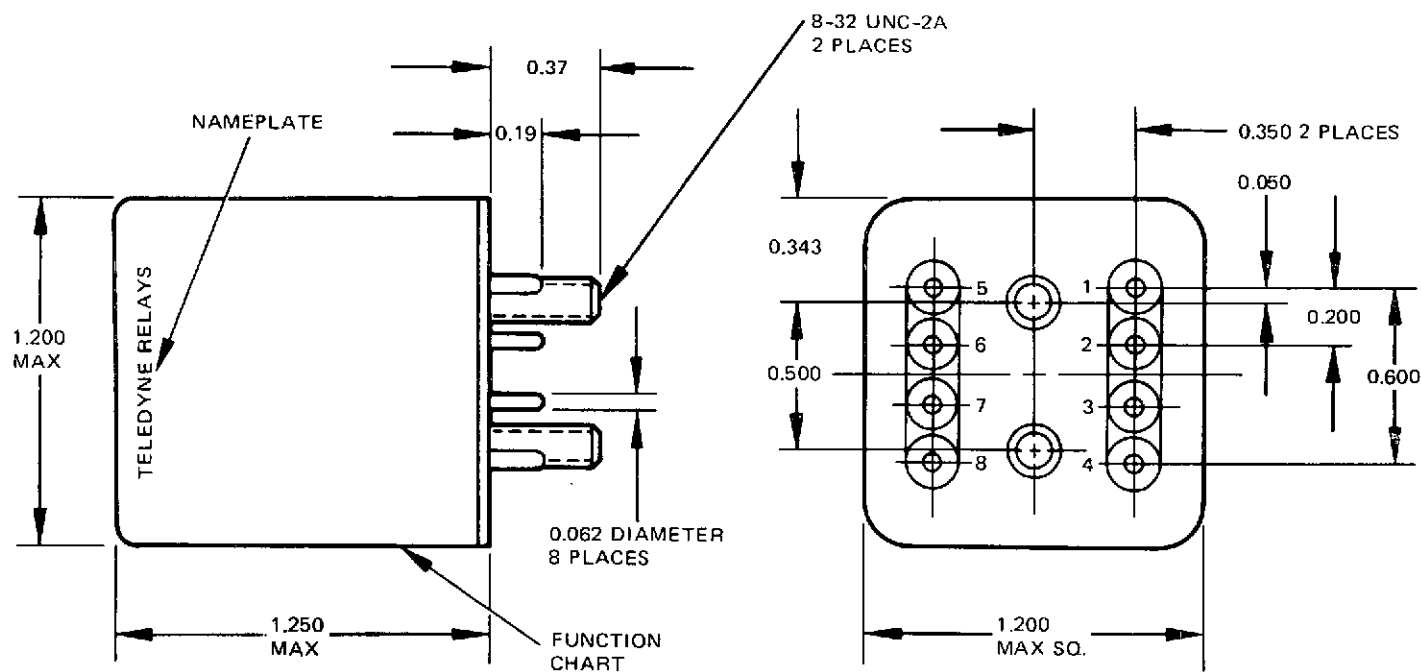 8-32 UNC-2A
2 PLACES
0.37
0.19
NAMEPLATE
0.350 2 PLACES
0.050
0.343
TELEDYNE RELAYS
1.200
MAX
5
1
6
2
0.200
0.500
0.600
7
3
8
4
0.062 DIAMETER
8 PLACES
1.250
MAX
FUNCTION
CHART
1.200
MAX SQ.